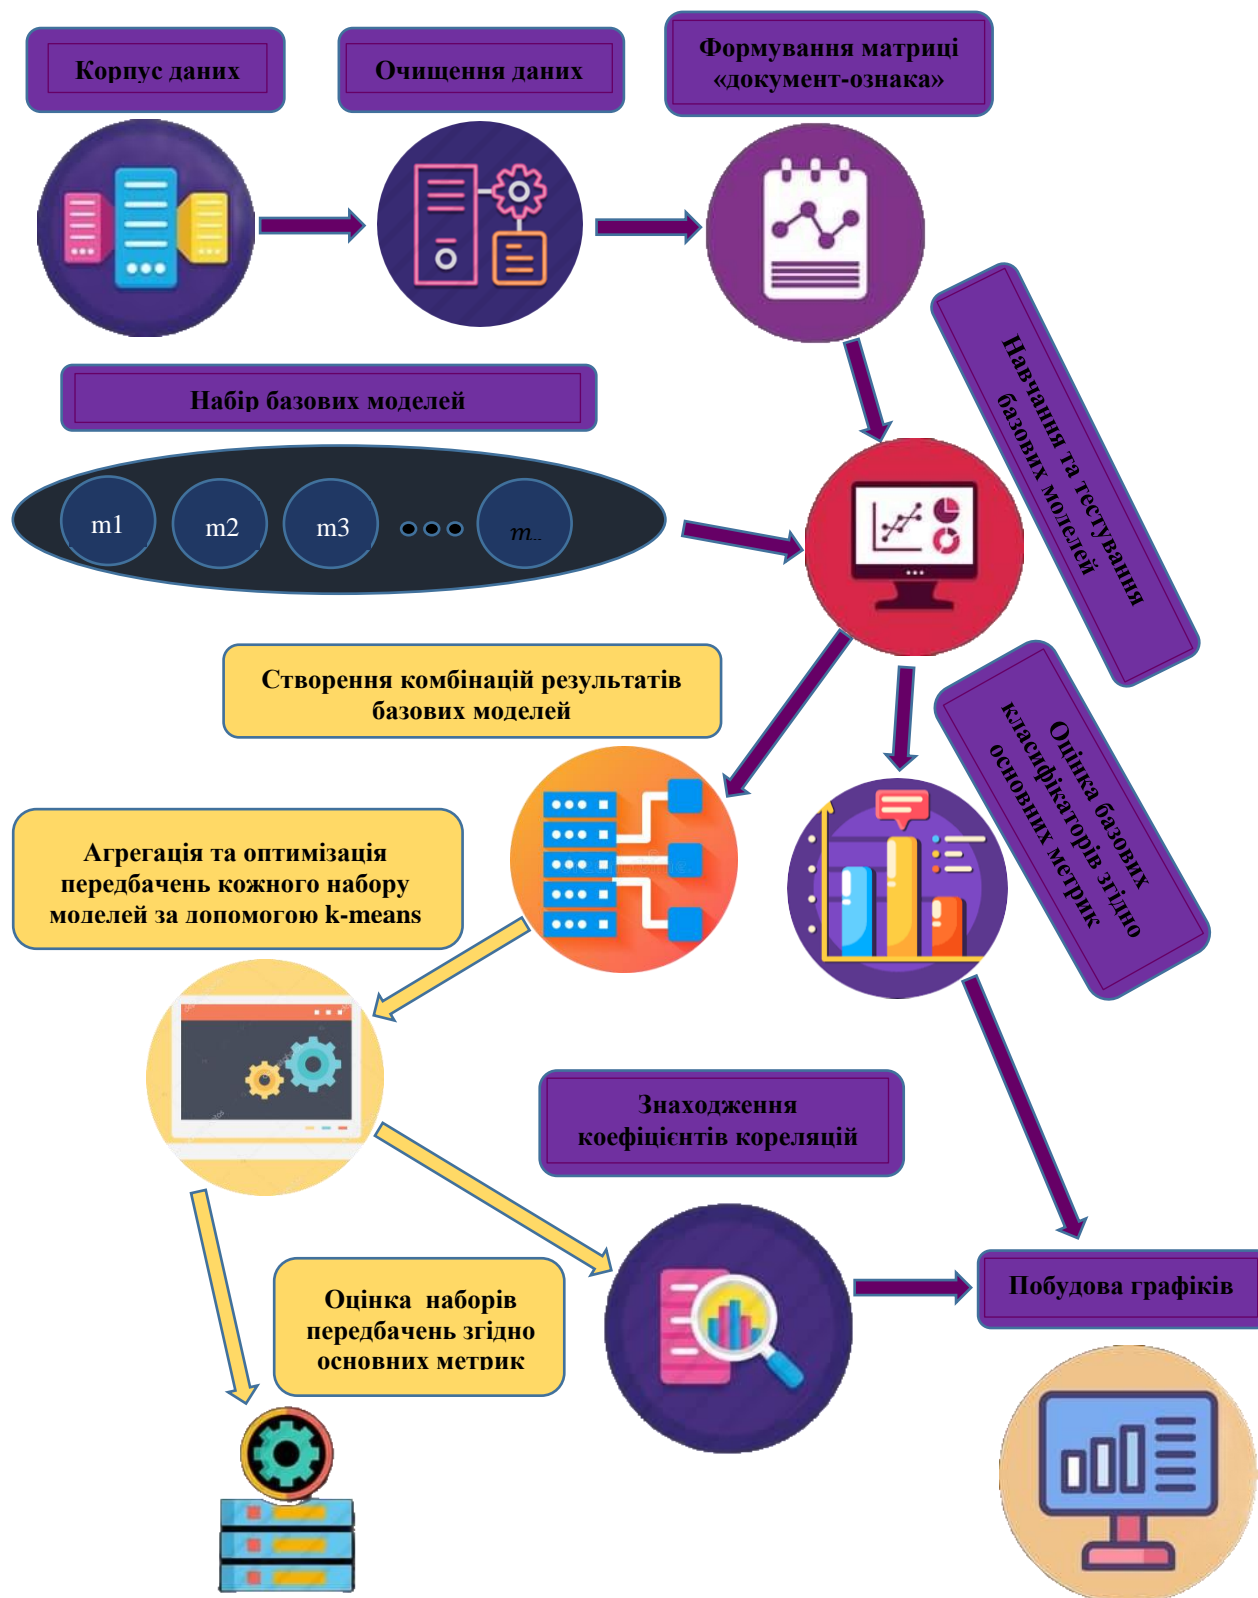 Корпус даних
Очищення даних
Формування матриці
«документ-ознака»
Набір базових моделей
m1
m2
m3
m..
Навчання та тестування
базових моделей
Створення комбінацій результатів
базових моделей
Оцінка базових
класифікаторів згідно
основних метрик
Агрегація та оптимізація
передбачень кожного набору
моделей за допомогою k-means
Знаходження
коефіцієнтів кореляцій
Оцінка наборів
передбачень згідно
основних метрик
Побудова графіків